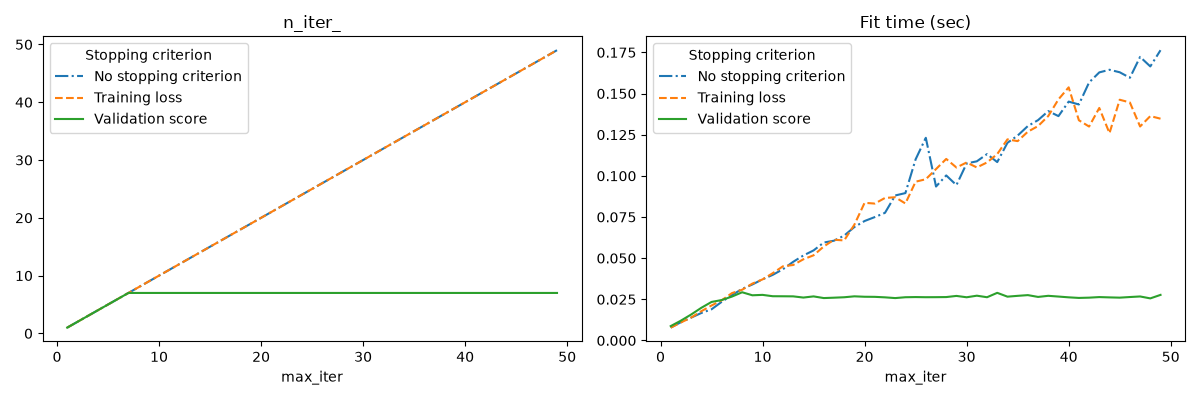 n_iter_
50
40
30
20
10
0
Stopping criterion
No stopping criterion
Training loss
Validation score
0 10 20 30 40 50
max_iter
Fit time (sec)
0.175
0.150
0.125
0.100
0.075
0.050
0.025
0.000
Stopping criterion
No stopping criterion
Training loss
Validation score
0 10 20 30 40 50
max_iter